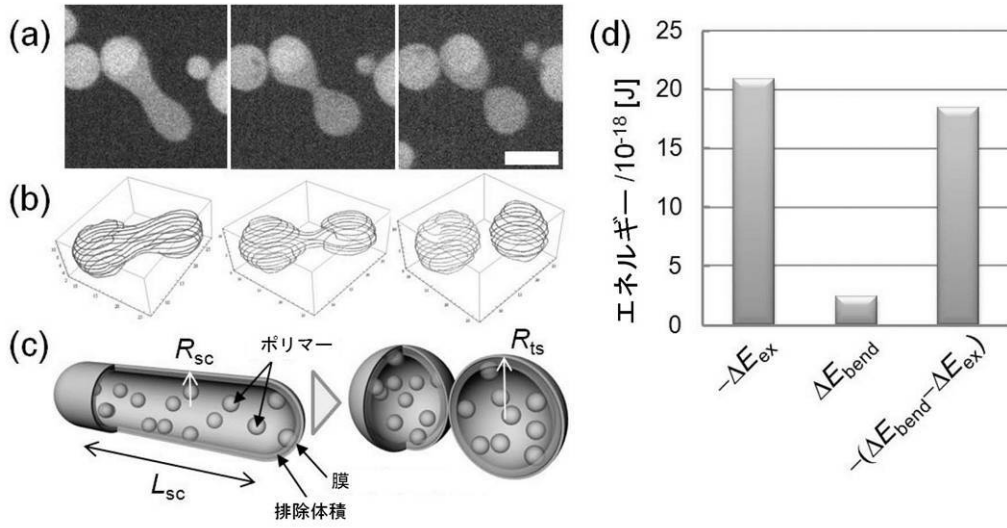 (a)
(b)
(c)
R_sc
ポリマー
R_ts
L_sc
膜
排除体積
(d)
エネルギー /10^-18 [J]
25
20
15
10
5
0
−ΔE_ex
ΔE_bend
−(ΔE_bend−ΔE_ex)